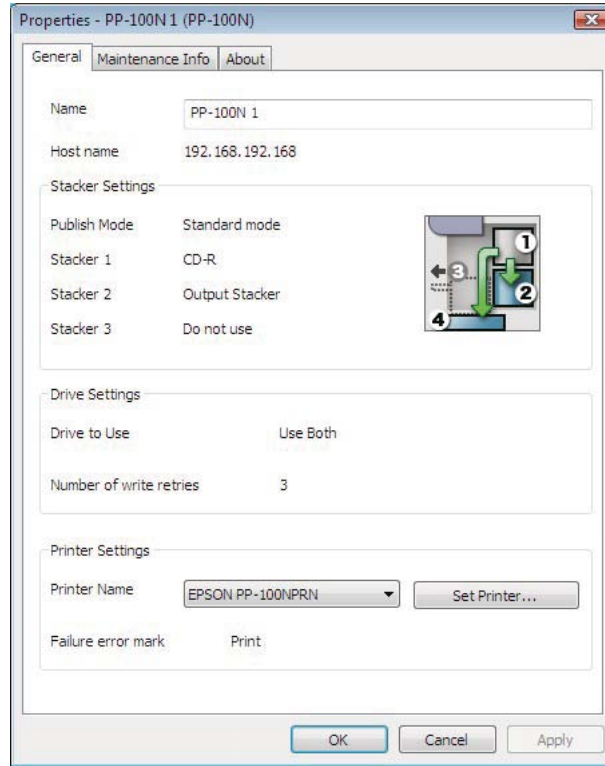 Properties - PP-100N 1 (PP-100N)
General Maintenance Info About
Name PP-100N 1
Host name 192.168.192.168
Stacker Settings
Publish Mode Standard mode
Stacker 1 CD-R
Stacker 2 Output Stacker
Stacker 3 Do not use
1
3
2
4
Drive Settings
Drive to Use Use Both
Number of write retries 3
Printer Settings
Printer Name EPSON PP-100NPRN Set Printer...
Failure error mark Print
OK Cancel Apply